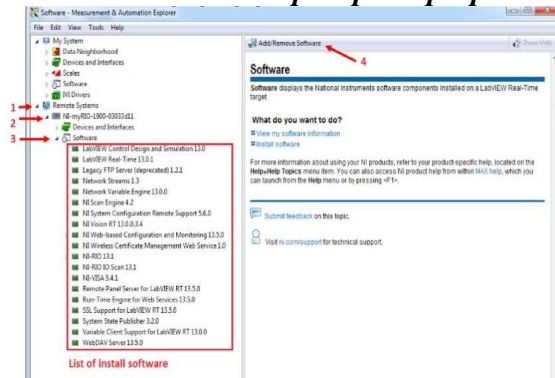 Software - Measurement & Automation Explorer
File Edit View Tools Help
My System
Data Neighborhood
Devices and Interfaces
Scales
Software
IVI Drivers
1
Remote Systems
2
NI-myRIO-1900-03033d11
Devices and Interfaces
3
Software
LabVIEW Control Design and Simulation 13.0
LabVIEW Real-Time 13.0.1
Legacy FTP Server (deprecated) 1.2.1
Network Streams 1.3
Network Variable Engine 13.0.0
NI Scan Engine 4.2
NI System Configuration Remote Support 5.6.0
NI Vision RT 13.0.0.3.4
NI Web-based Configuration and Monitoring 13.5.0
NI Wireless Certificate Management Web Service 1.0
NI-RIO 13.1
NI-RIO IO Scan 13.1
NI-VISA 5.4.1
Remote Panel Server for LabVIEW RT 13.5.0
Run-Time Engine for Web Services 13.5.0
SSL Support for LabVIEW RT 13.5.0
System State Publisher 3.2.0
Variable Client Support for LabVIEW RT 13.0.0
WebDAV Server 13.5.0
List of install software
Add/Remove Software
4
Show Help
Software
Software displays the National Instruments software components installed on a LabVIEW Real-Time
target.
What do you want to do?
View my software information
Install software
For more information about using your NI products, refer to your product-specific help, located on the
Help»Help Topics menu item. You can also access NI product help from within MAX help, which you
can launch from the Help menu or by pressing <F1>.
Submit feedback on this topic.
Visit ni.com/support for technical support.